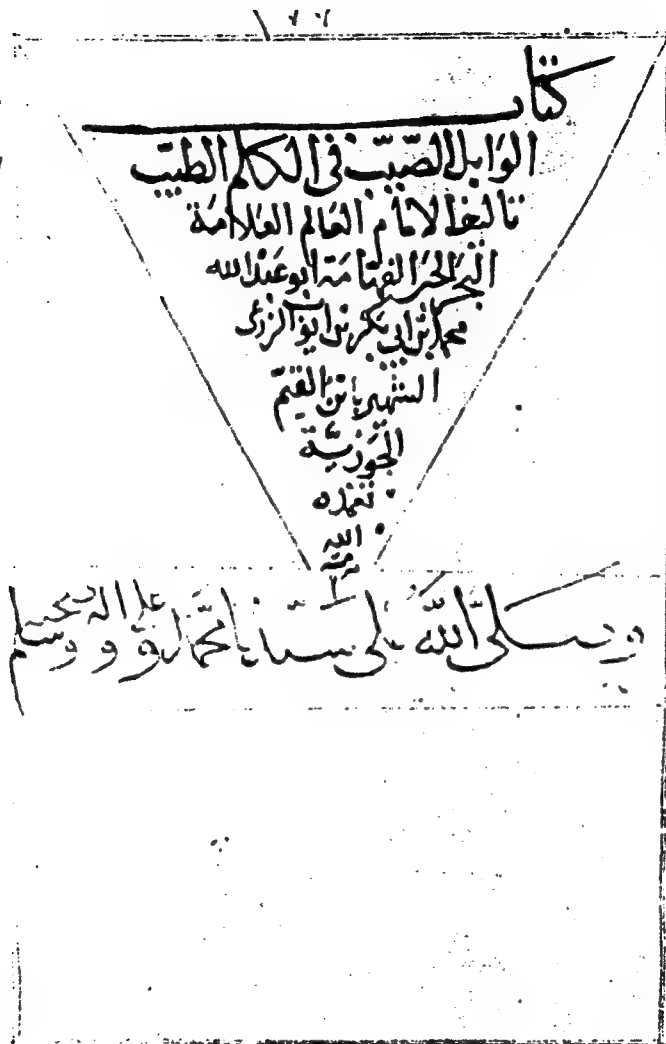 كتاب
الوابل الصيب في الكلم الطيب
تاليف الامام العالم العلامة
البحر الحبر الفهامة ابو عبد الله
محمد ابن ابي بكر بن ايوب الزرعي
الشهير بابن القيم
الجوزية
تغمده
الله
برحمته
وصلى الله على سيدنا محمد وعلى اله وصحبه وسلم